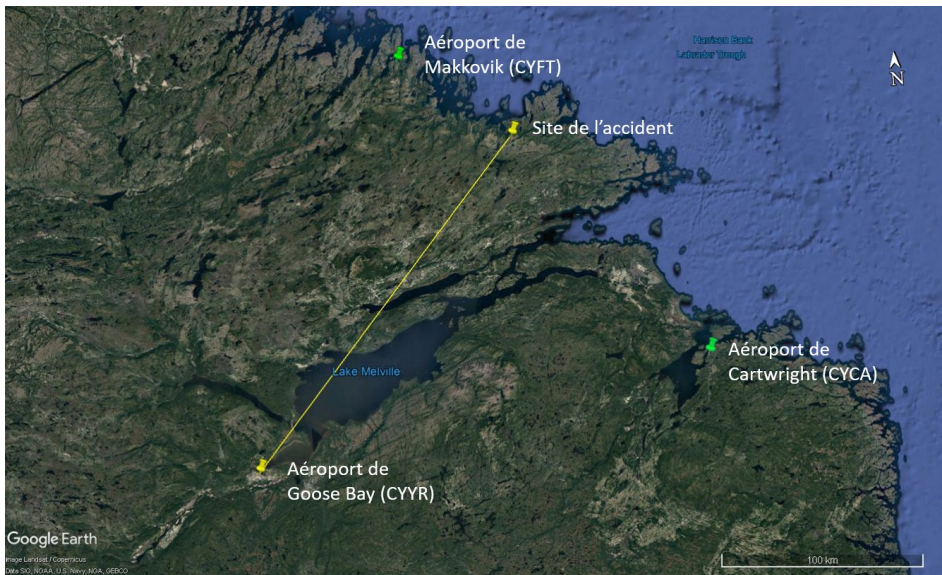 Harrison Bank
Labrador Trough
N
Aéroport de
Makkovik (CYFT)
Site de l'accident
Aéroport de
Cartwright (CYCA)
Lake Melville
Aéroport de
Goose Bay (CYYR)
Google Earth
Image Landsat / Copernicus
Data SIO, NOAA, U.S. Navy, NGA, GEBCO
100 km